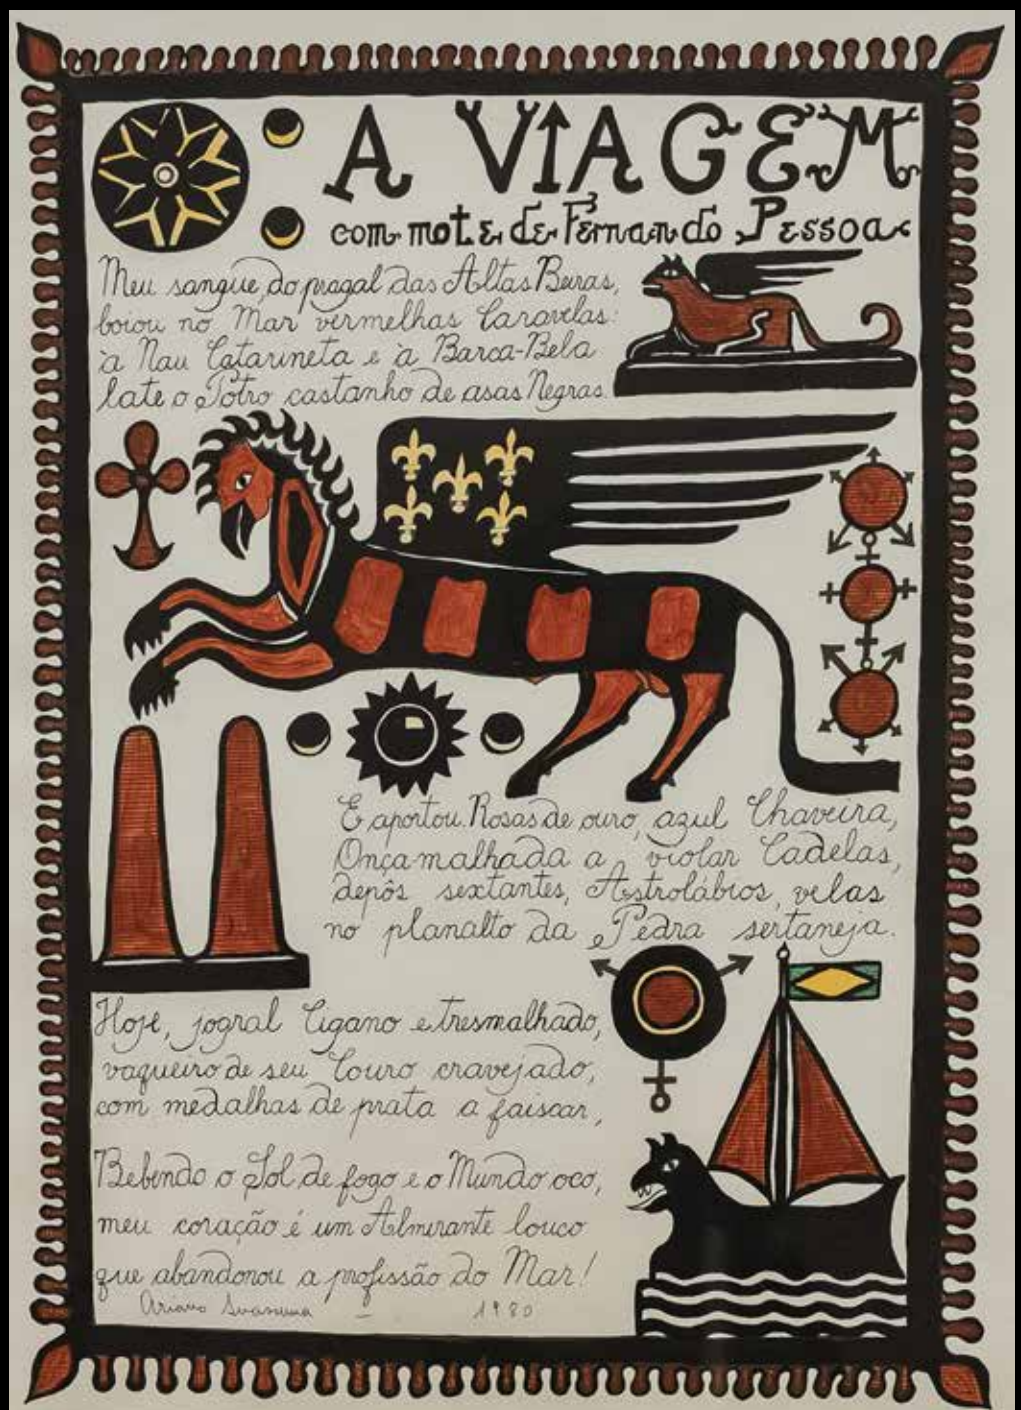 A VIAGEM
com mote de Fernando Pessoa
Meu sangue, do pragal das Altas Beiras,
boiou no Mar vermelhas Caravelas:
à Nau Catarineta e à Barca-Bela
late o Potro castanho de asas Negras.
E aportou. Rosas de ouro, azul Chaveira,
Onça malhada a violar Cadelas,
depôs sextantes, Astrolábios, velas
no planalto da Pedra sertaneja.
Hoje, jogral Cigano e tresmalhado,
vaqueiro de seu Couro cravejado,
com medalhas de prata a faiscar,
Bebendo o Sol de fogo e o Mundo oco,
meu coração é um Almirante louco
que abandonou a profissão do Mar!
Ariano Suassuna – 1980